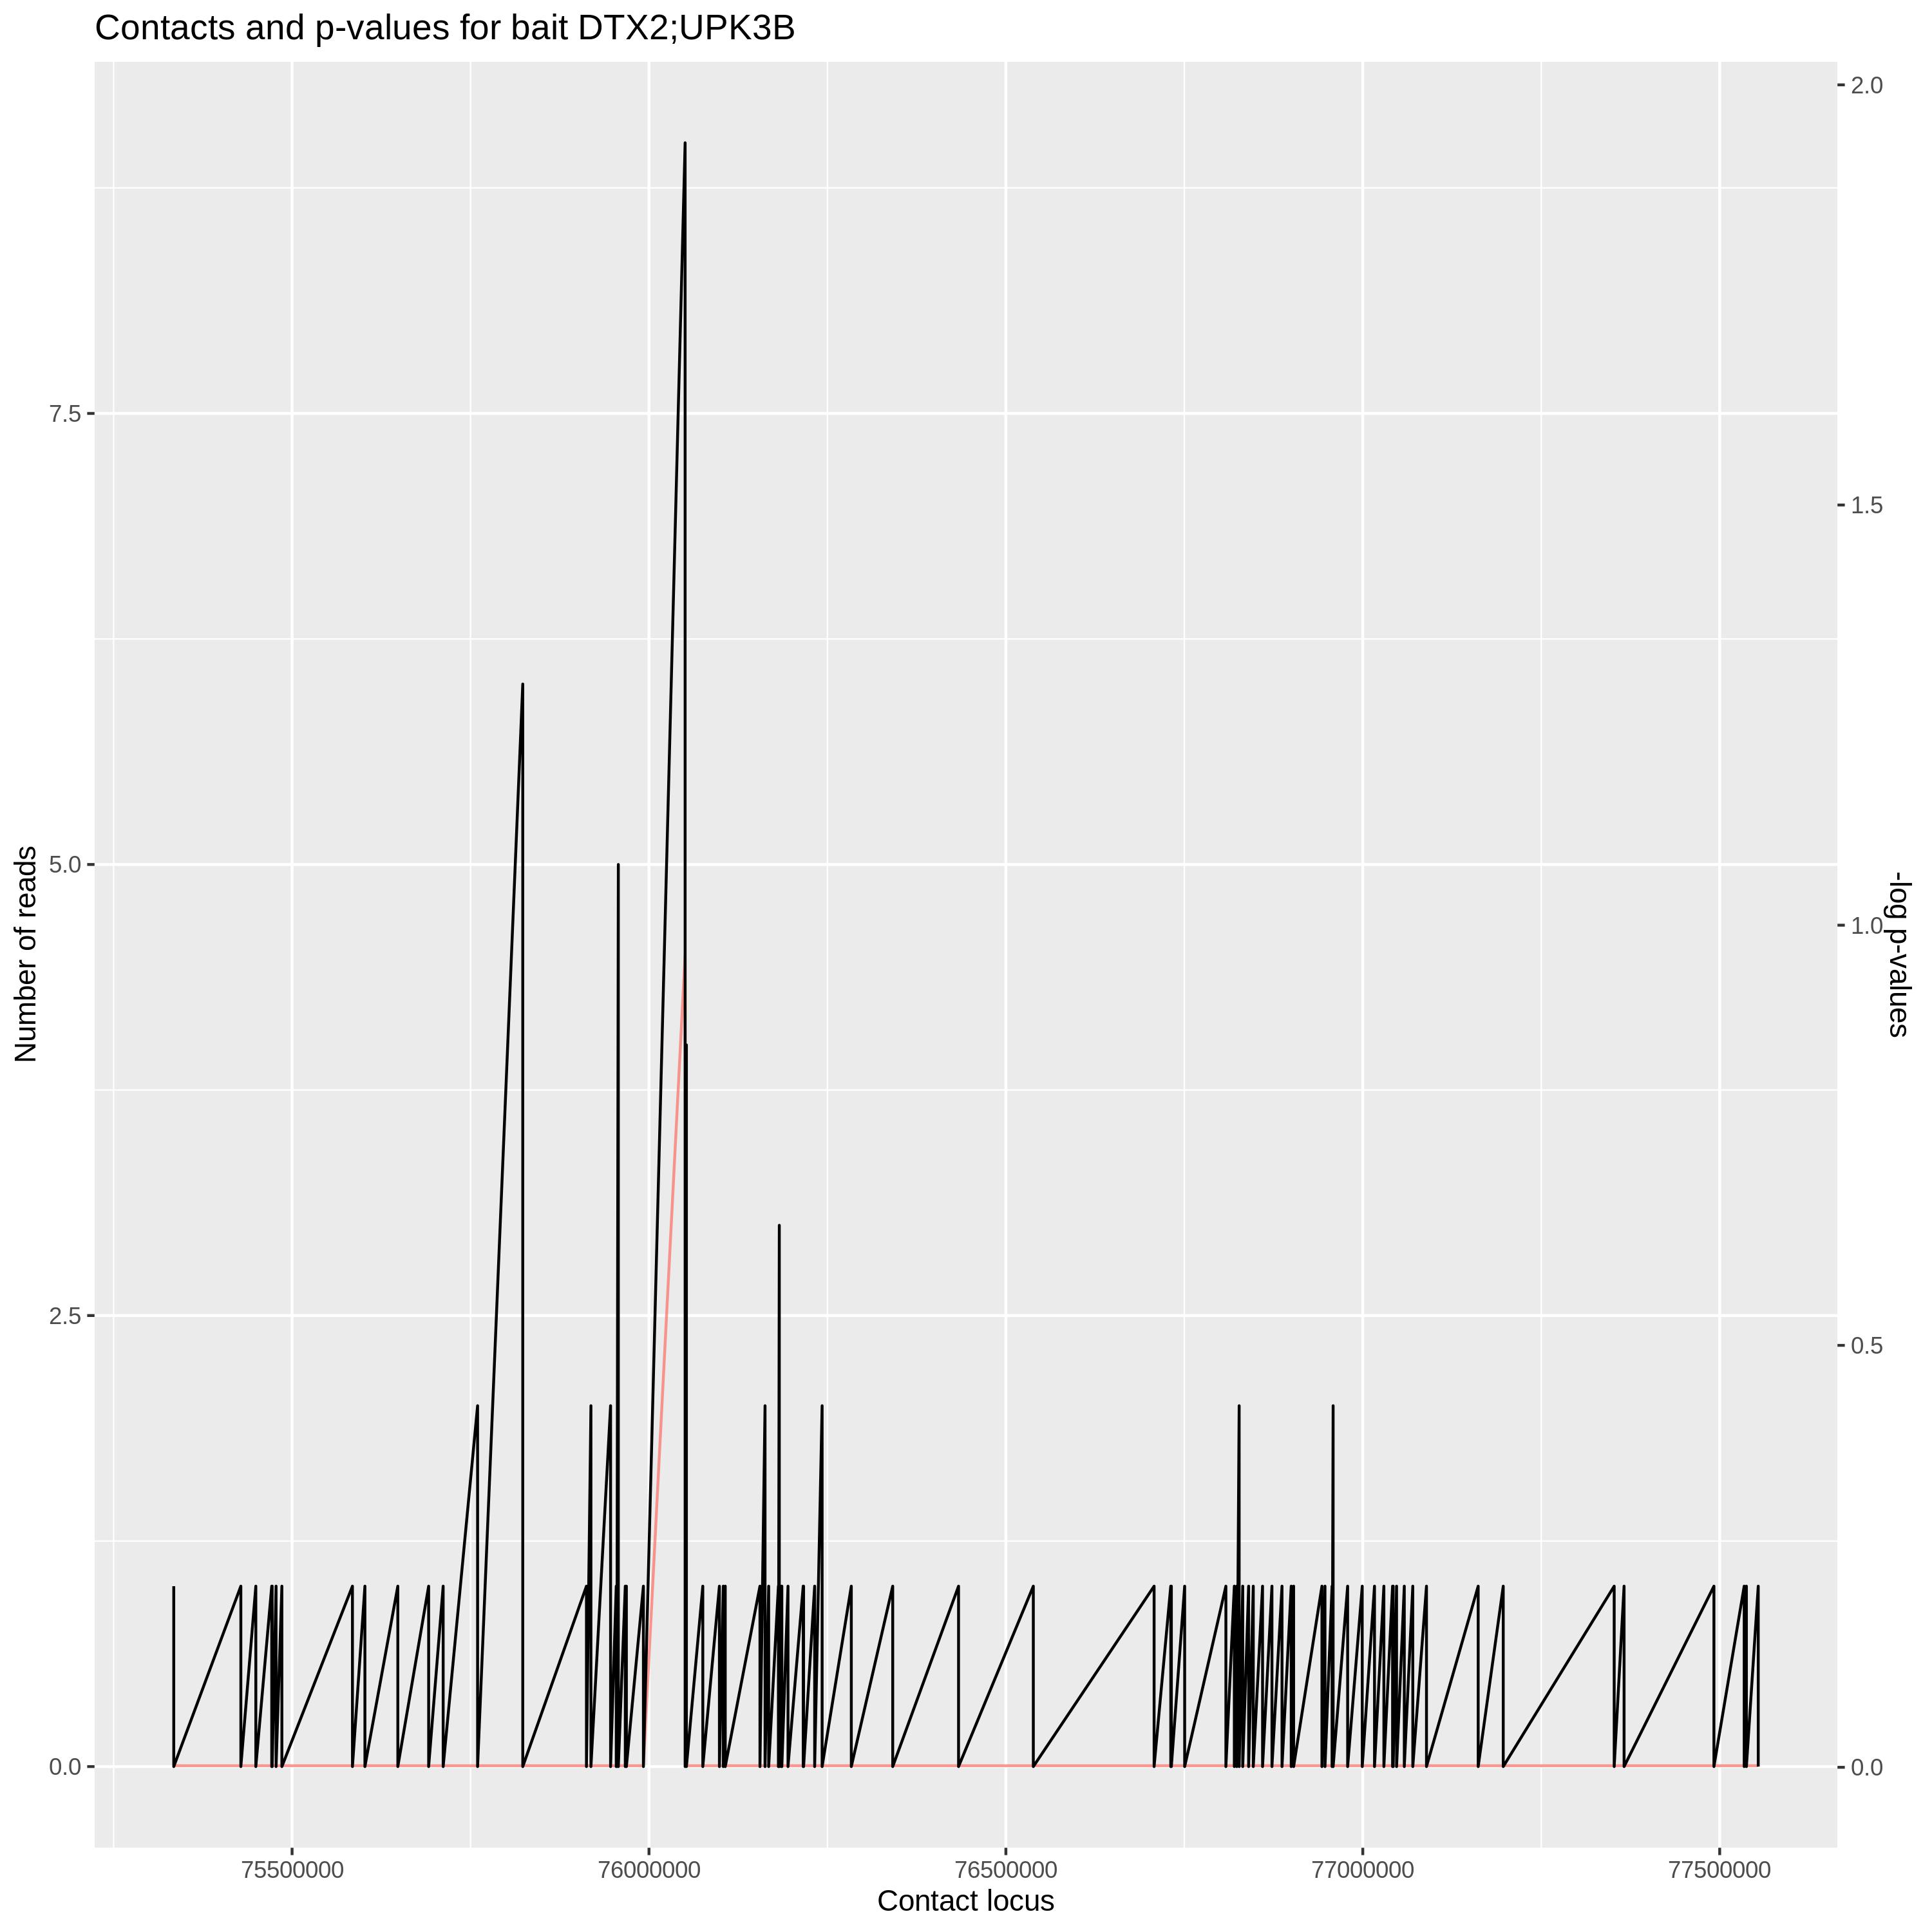 Contacts and p-values for bait DTX2;UPK3B
Number of reads
7.5
5.0
2.5
0.0
2.0
1.5
1.0
0.5
0.0
-log p-values
75500000 76000000 76500000 77000000 77500000
Contact locus